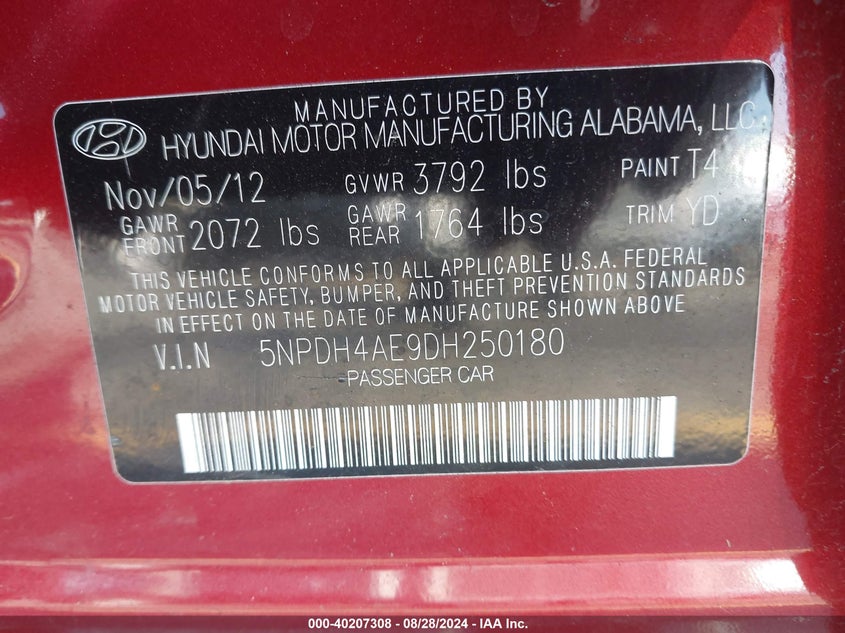 MANUFACTURED BY
HYUNDAI MOTOR MANUFACTURING ALABAMA, LLC.
Nov/05/12 GVWR 3792 lbs PAINT T4
GAWR FRONT 2072 lbs GAWR REAR 1764 lbs TRIM YD
THIS VEHICLE CONFORMS TO ALL APPLICABLE U.S.A. FEDERAL
MOTOR VEHICLE SAFETY, BUMPER, AND THEFT PREVENTION STANDARDS
IN EFFECT ON THE DATE OF MANUFACTURE SHOWN ABOVE
V.I.N 5NPDH4AE9DH250180
PASSENGER CAR
000-40207308 - 08/28/2024 - IAA Inc.